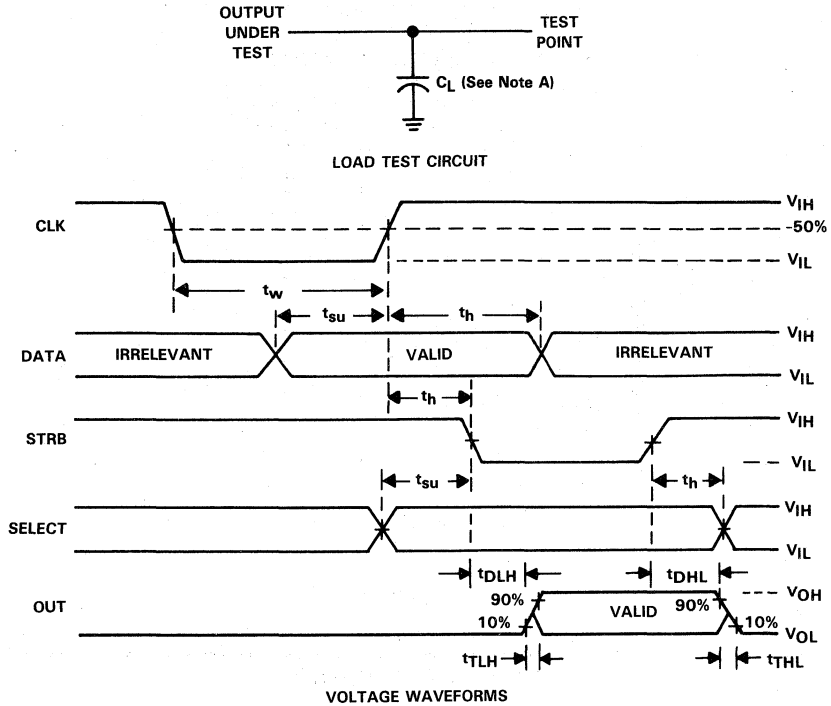 OUTPUT
UNDER
TEST
TEST
POINT
CL (See Note A)
LOAD TEST CIRCUIT
CLK
VIH
-50%
VIL
tw
tsu
th
DATA
IRRELEVANT
VALID
IRRELEVANT
VIH
VIL
th
STRB
VIH
VIL
tsu
th
SELECT
VIH
VIL
tDLH
tDHL
OUT
90%
VALID
90%
VOH
10%
10%
VOL
tTLH
tTHL
VOLTAGE WAVEFORMS